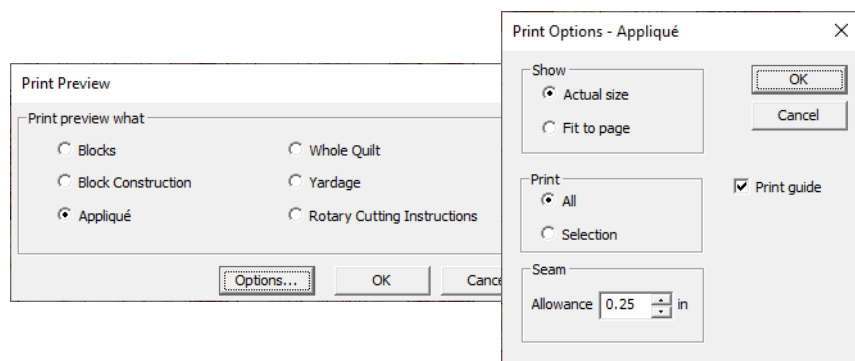 Print Preview
Print preview what
Blocks
Whole Quilt
Block Construction
Yardage
Appliqué
Rotary Cutting Instructions
Options...
OK
Cance
Print Options - Appliqué
Show
Actual size
Fit to page
OK
Cancel
Print
All
Selection
Print guide
Seam
Allowance 0.25 in